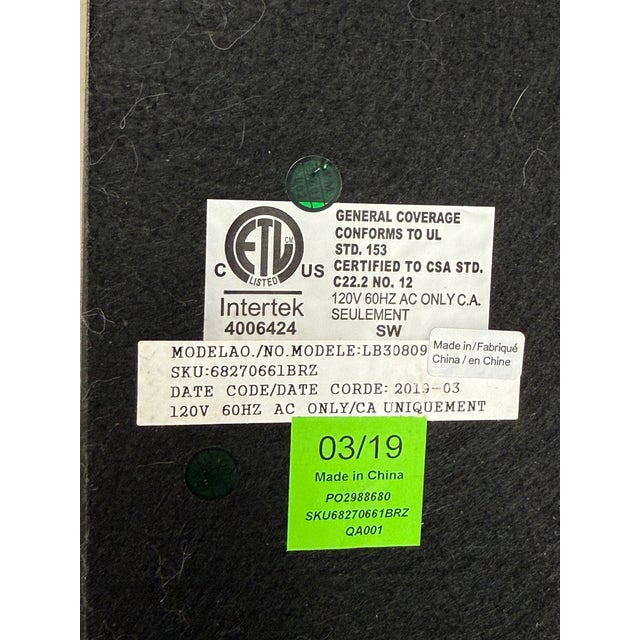 GENERAL COVERAGE
CONFORMS TO UL
STD. 153
CERTIFIED TO CSA STD.
C22.2 NO. 12
120V 60HZ AC ONLY C.A.
SEULEMENT
SW
ETL
CM
LISTED
C US
Intertek
4006424
MODELAO./NO.MODELE:LB30809
Made in/Fabriqué
China / en Chine
SKU:68270661BRZ
DATE CODE/DATE CORDE: 2019-03
120V 60HZ AC ONLY/CA UNIQUEMENT
03/19
Made in China
PO2988680
SKU68270661BRZ
QA001